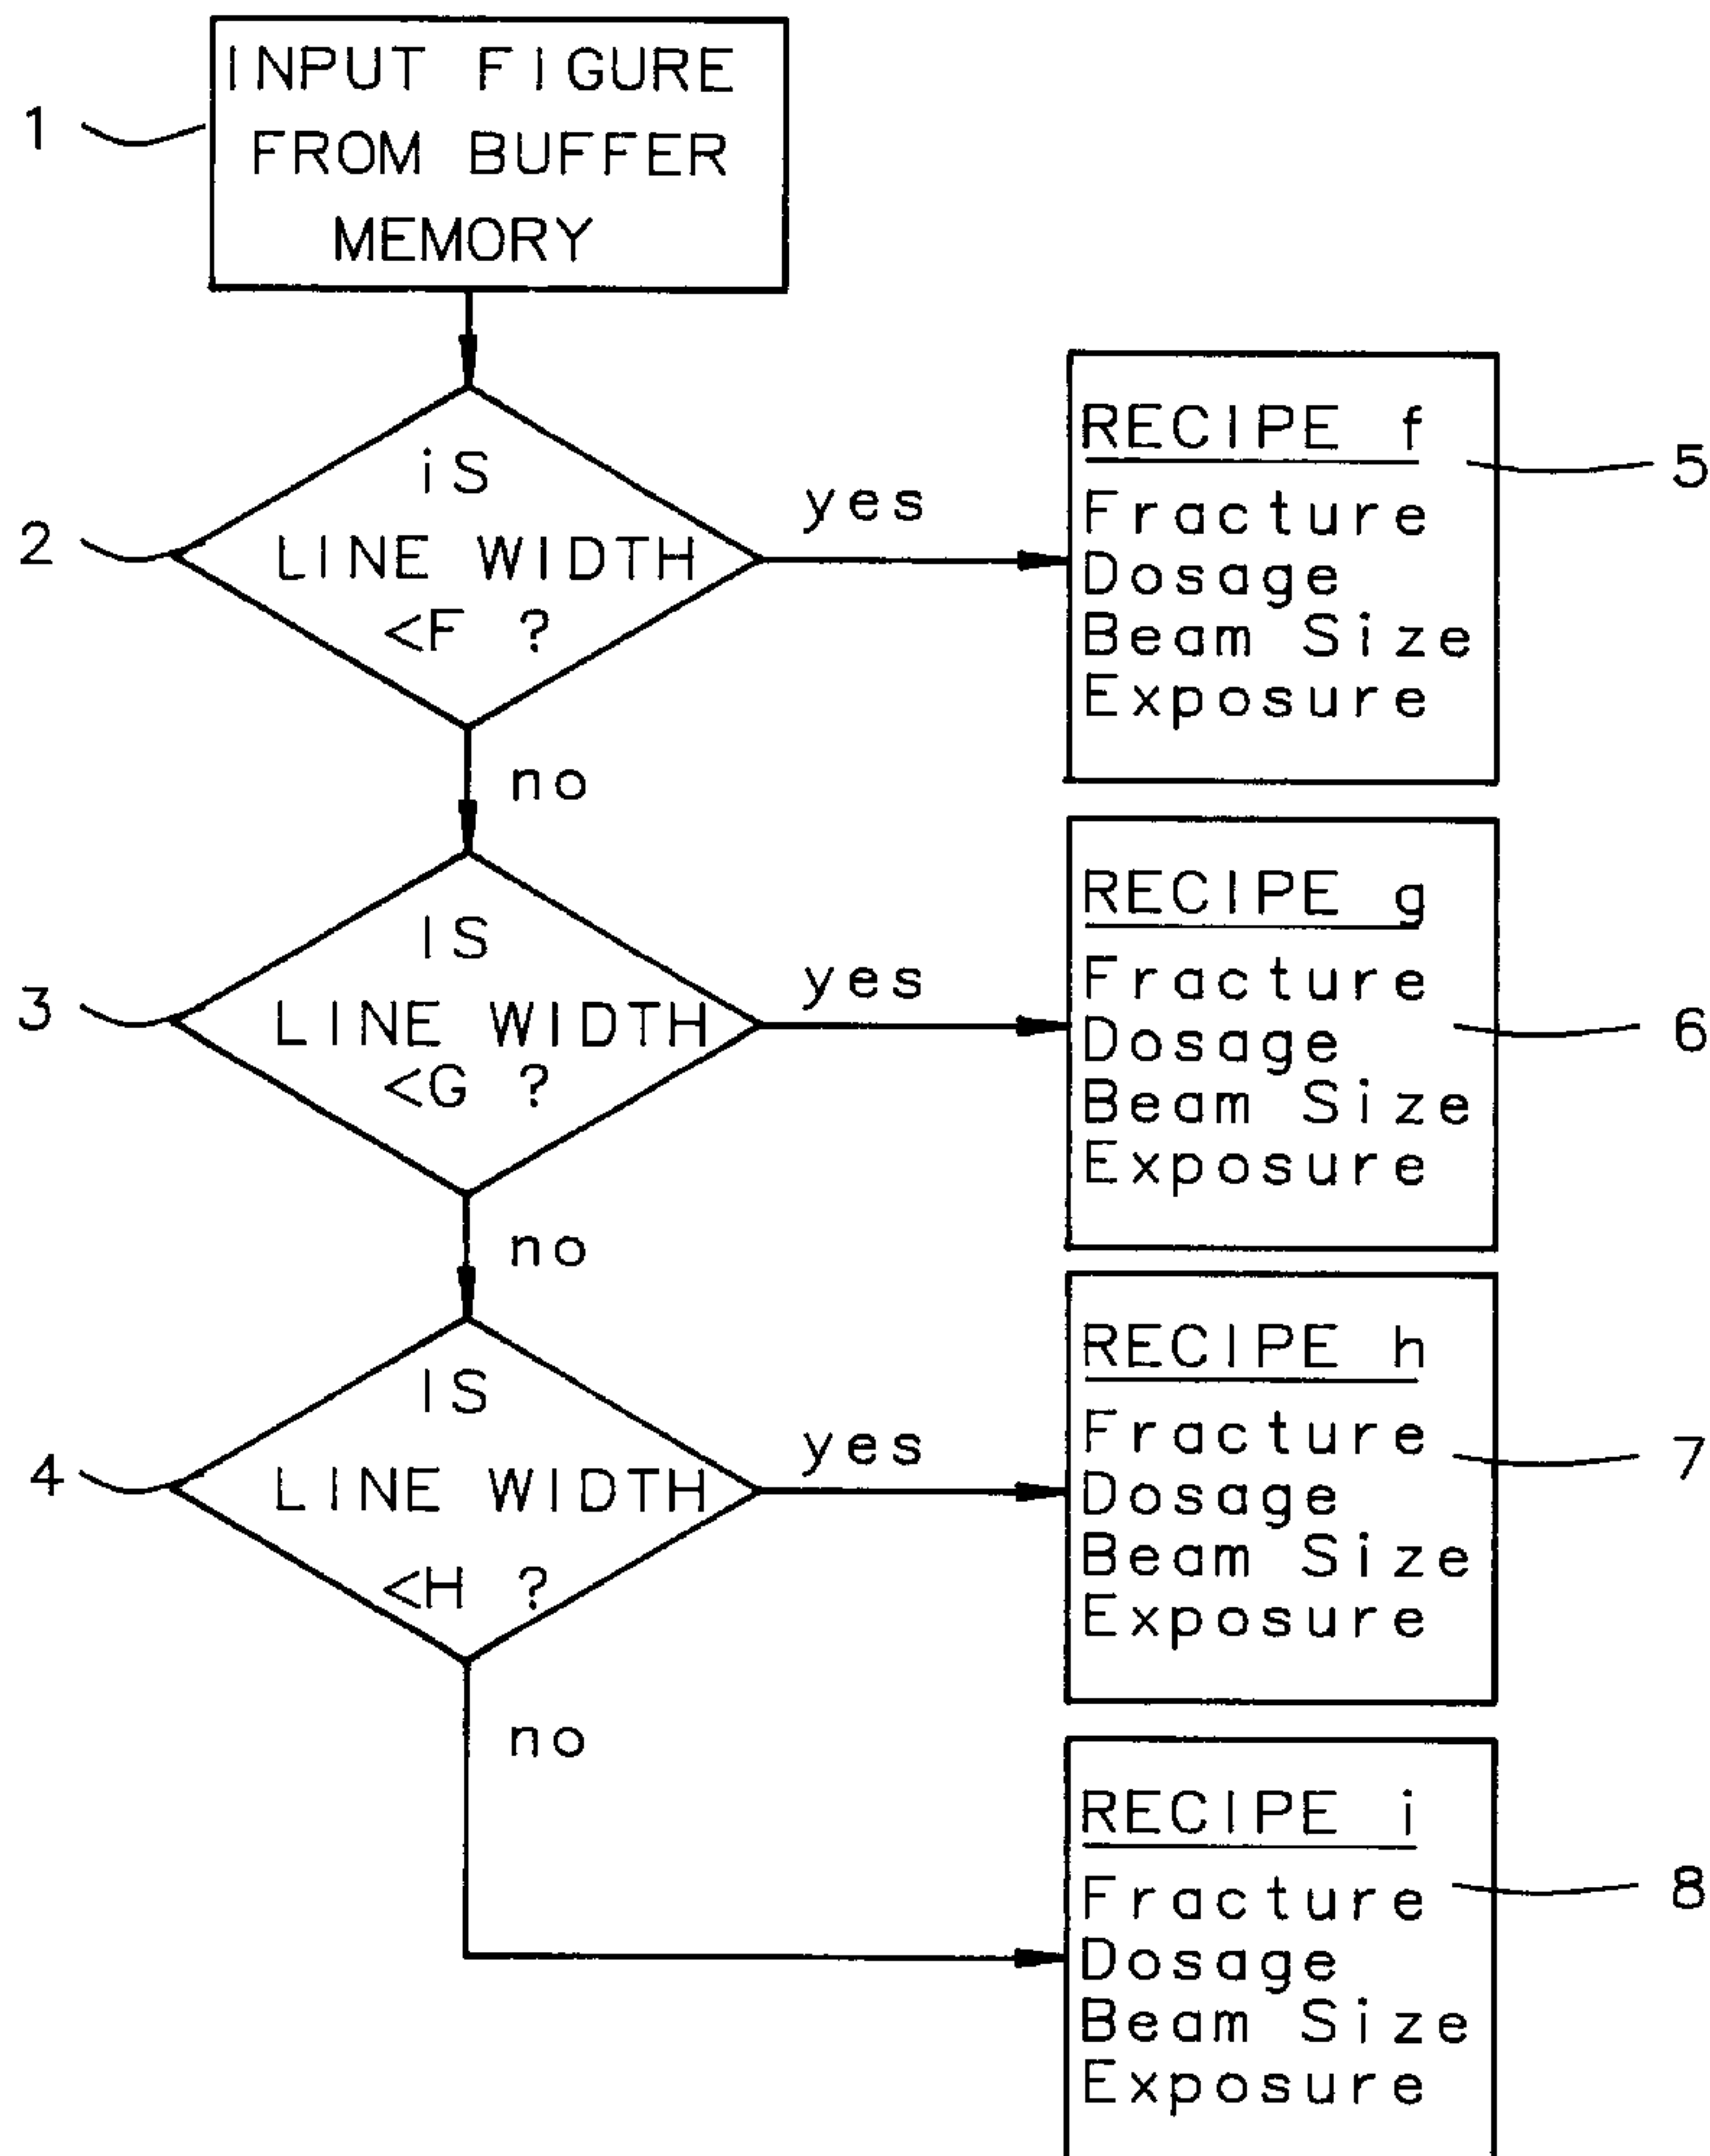 1
INPUT FIGURE
FROM BUFFER
MEMORY
2
iS
LINE WIDTH
<F ?
yes
no
RECIPE f
Fracture
Dosage
Beam Size
Exposure
5
3
IS
LINE WIDTH
<G ?
yes
no
RECIPE g
Fracture
Dosage
Beam Size
Exposure
6
4
IS
LINE WIDTH
<H ?
yes
no
RECIPE h
Fracture
Dosage
Beam Size
Exposure
7
RECIPE i
Fracture
Dosage
Beam Size
Exposure
8